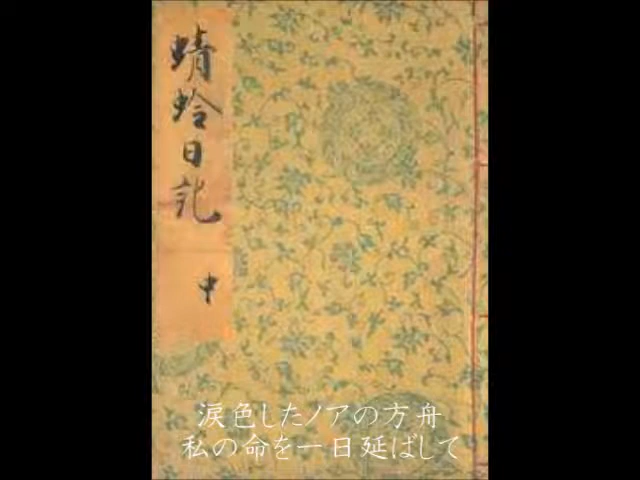 蜻蛉日記 中
涙色したノアの方舟
私の命を一日延ばして